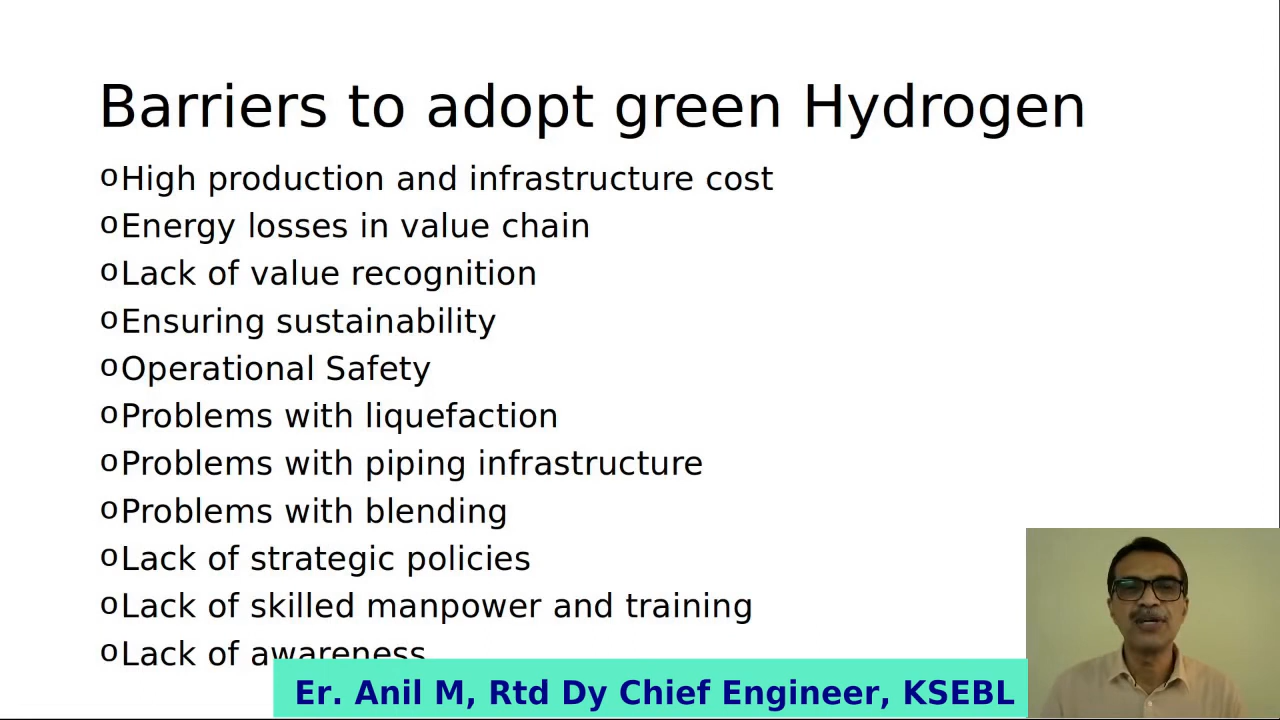 Barriers to adopt green Hydrogen
oHigh production and infrastructure cost
oEnergy losses in value chain
oLack of value recognition
oEnsuring sustainability
oOperational Safety
oProblems with liquefaction
oProblems with piping infrastructure
oProblems with blending
oLack of strategic policies
oLack of skilled manpower and training
oLack of awareness
Er. Anil M, Rtd Dy Chief Engineer, KSEBL